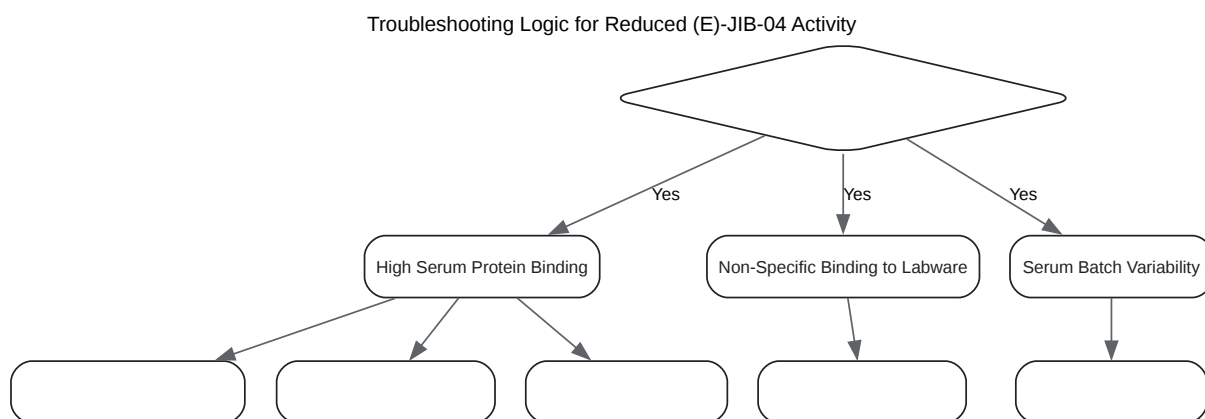 Troubleshooting Logic for Reduced (E)-JIB-04 Activity
Yes
Yes
Yes
High Serum Protein Binding
Non-Specific Binding to Labware
Serum Batch Variability